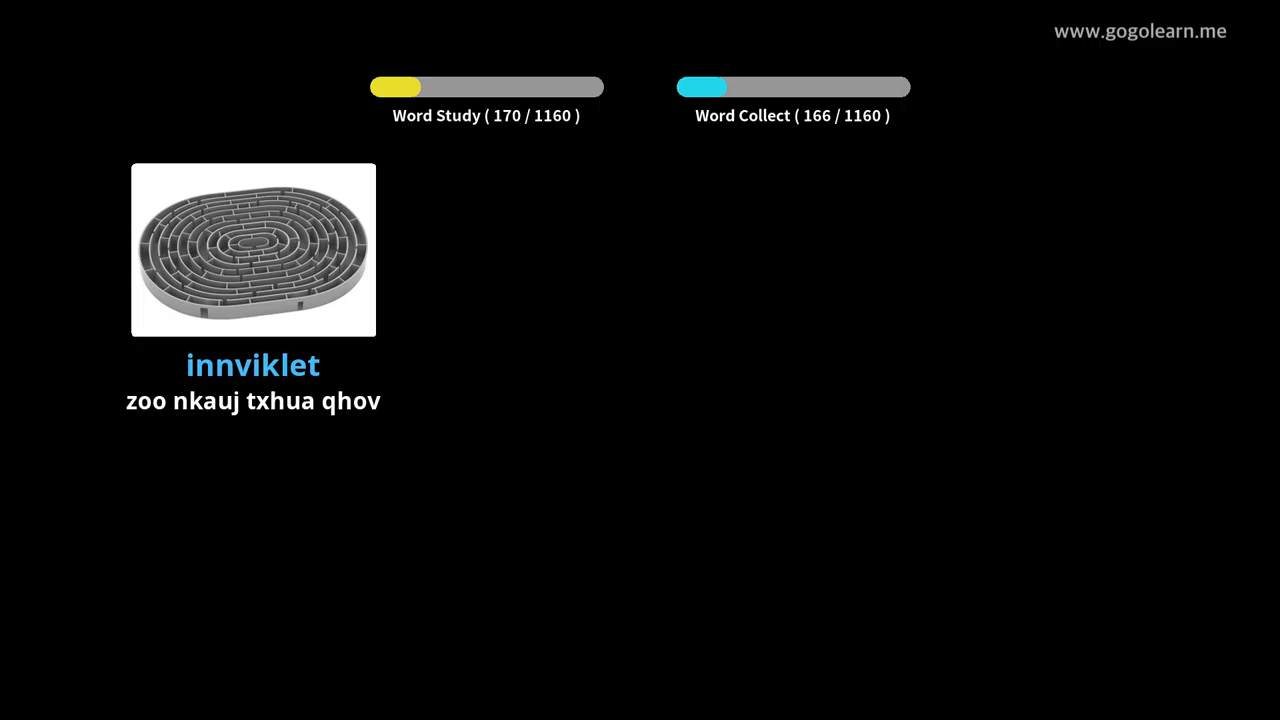 www.gogolearn.me
Word Study ( 170 / 1160 )
Word Collect ( 166 / 1160 )
innviklet
zoo nkauj txhua qhov